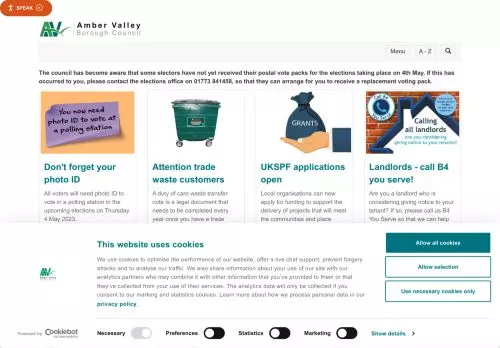 SPEAK
Amber Valley
Borough Council
Menu
A - Z
The council has become aware that some electors have not yet received their postal vote packs for the elections taking place on 4th May. If this has
occurred to you, please contact the elections office on 01773 841458, so that they can arrange for you to receive a replacement voting pack.
You now need
photo ID to vote at
a polling station
GRANTS
Call B4
you serve!
Calling
all landlords
Are you considering
giving notice to your tenants?
Don't forget your
photo ID
All voters will need photo ID to
vote in a polling station in the
upcoming elections on Thursday
4 May 2023.
Attention trade
waste customers
A duty of care waste transfer
note is a legal document that
needs to be completed every
year once you have a trade
UKSPF applications
open
Local organisations can now
apply for funding to support the
delivery of projects that will meet
the communities and place
Landlords - call B4
you serve!
Are you a landlord who is
considering giving notice to your
tenant? If so, please call us B4
You Serve so that we can help
This website uses cookies
We use cookies to optimise the performance of our website, offer a live chat support, prevent forgery
attacks and to analyse our traffic. We also share information about your use of our site with our
analytics partners who may combine it with other information that you've provided to them or that
they've collected from your use of their services. The analytics data will only be collected if you
consent to our marking and statistics cookies. Learn more about how we process personal data in our
privacy policy.
Allow all cookies
Allow selection
Use necessary cookies only
Powered by
Cookiebot
by Usercentrics
Necessary
Preferences
Statistics
Marketing
Show details